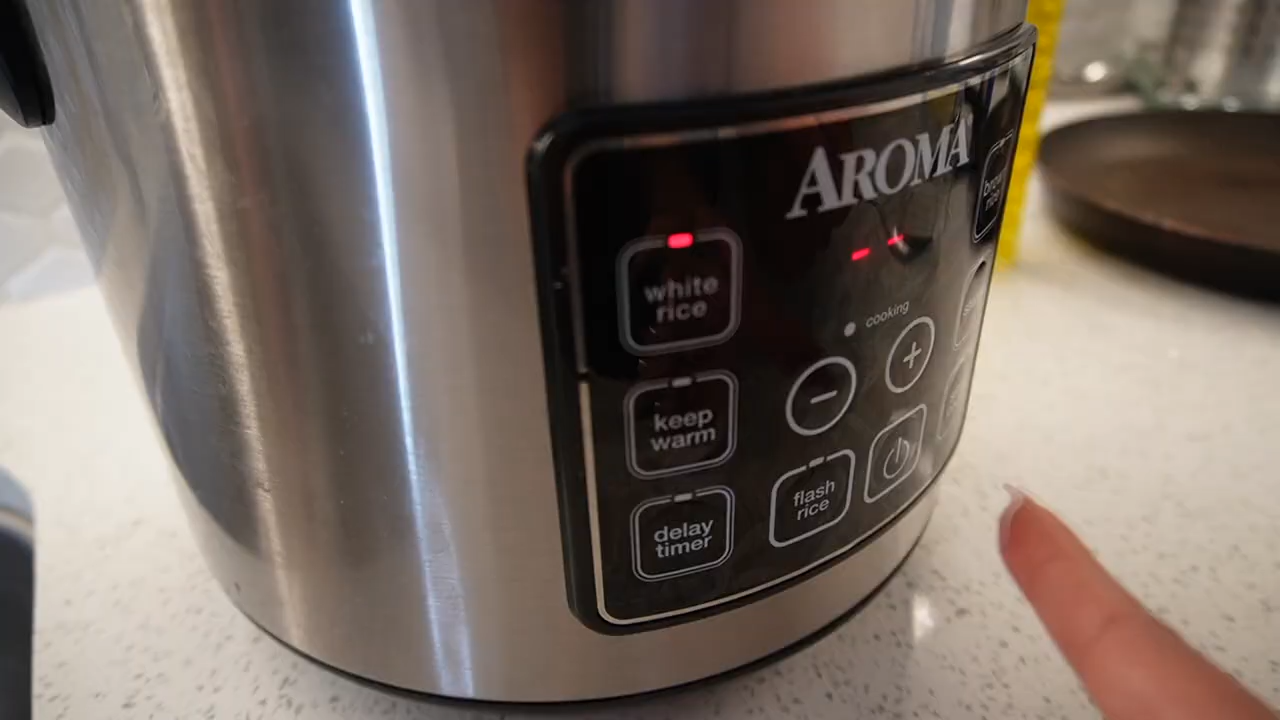 AROMA
white
rice
cooking
keep
warm
flash
rice
delay
timer